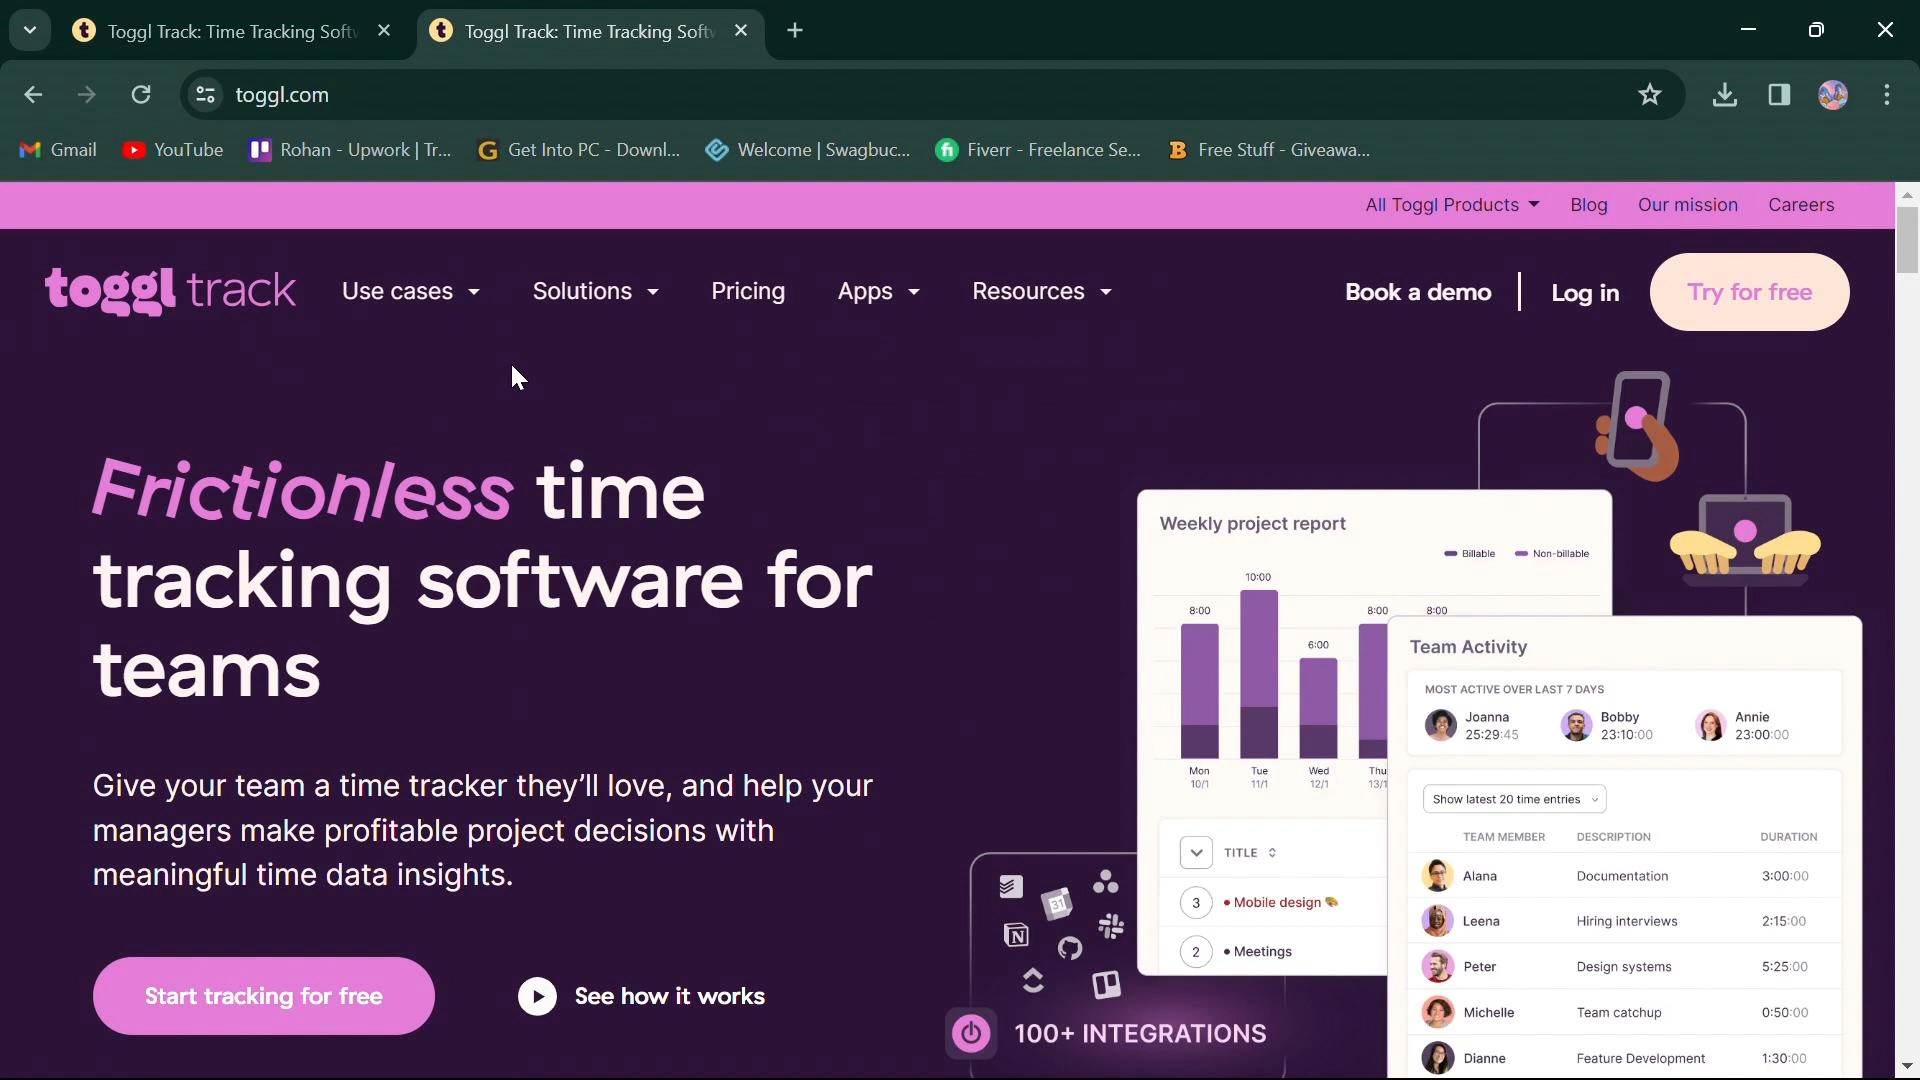 Toggl Track: Time Tracking Softw
Toggl Track: Time Tracking Softw
toggl.com
Gmail
YouTube
Rohan - Upwork | Tr...
Get Into PC - Downl...
Welcome | Swagbuc...
Fiverr - Freelance Se...
Free Stuff - Giveawa...
All Toggl Products
Blog
Our mission
Careers
toggl track
Use cases
Solutions
Pricing
Apps
Resources
Book a demo
Log in
Try for free
Frictionless time
tracking software for
teams
Give your team a time tracker they'll love, and help your
managers make profitable project decisions with
meaningful time data insights.
Start tracking for free
See how it works
Weekly project report
Billable
Non-billable
10:00
8:00
8:00
8:00
6:00
Mon
Tue
Wed
Thu
10/1
11/1
12/1
13/1
TITLE
3 • Mobile design
2 • Meetings
31
100+ INTEGRATIONS
Team Activity
MOST ACTIVE OVER LAST 7 DAYS
Joanna
25:29:45
Bobby
23:10:00
Annie
23:00:00
Show latest 20 time entries
TEAM MEMBER DESCRIPTION DURATION
Alana Documentation 3:00:00
Leena Hiring interviews 2:15:00
Peter Design systems 5:25:00
Michelle Team catchup 0:50:00
Dianne Feature Development 1:30:00